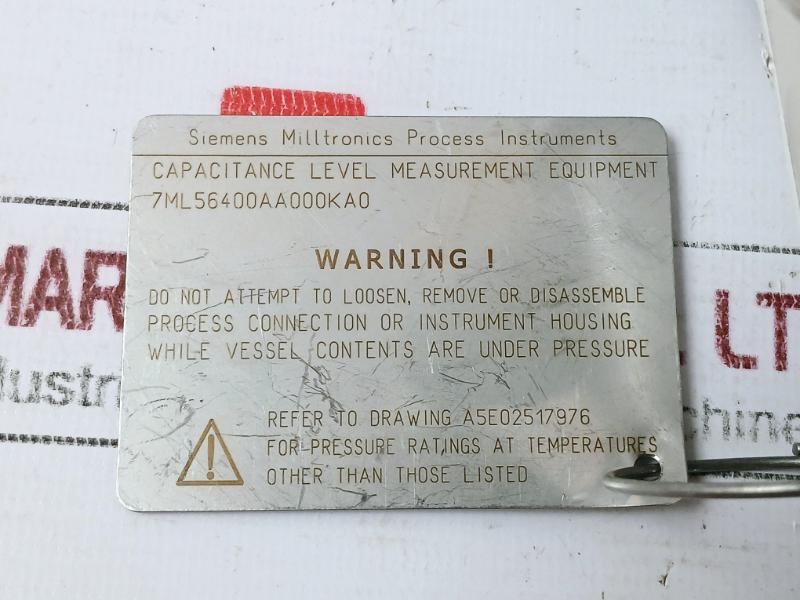 Siemens Milltronics Process Instruments
CAPACITANCE LEVEL MEASUREMENT EQUIPMENT
7ML56400AA000KA0
WARNING !
DO NOT ATTEMPT TO LOOSEN, REMOVE OR DISASSEMBLE
PROCESS CONNECTION OR INSTRUMENT HOUSING
WHILE VESSEL CONTENTS ARE UNDER PRESSURE
REFER TO DRAWING A5E02517976
FOR PRESSURE RATINGS AT TEMPERATURES
OTHER THAN THOSE LISTED